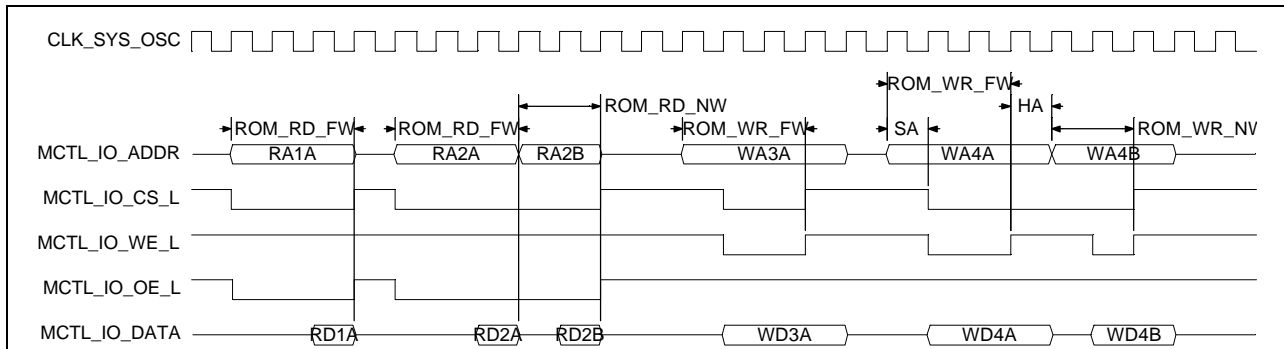 CLK_SYS_OSC
ROM_WR_FW
ROM_RD_NW HA
ROM_RD_FW ROM_RD_FW ROM_WR_FW SA ROM_WR_NW
MCTL_IO_ADDR RA1A RA2A RA2B WA3A WA4A WA4B
MCTL_IO_CS_L
MCTL_IO_WE_L
MCTL_IO_OE_L
MCTL_IO_DATA RD1A RD2A RD2B WD3A WD4A WD4B